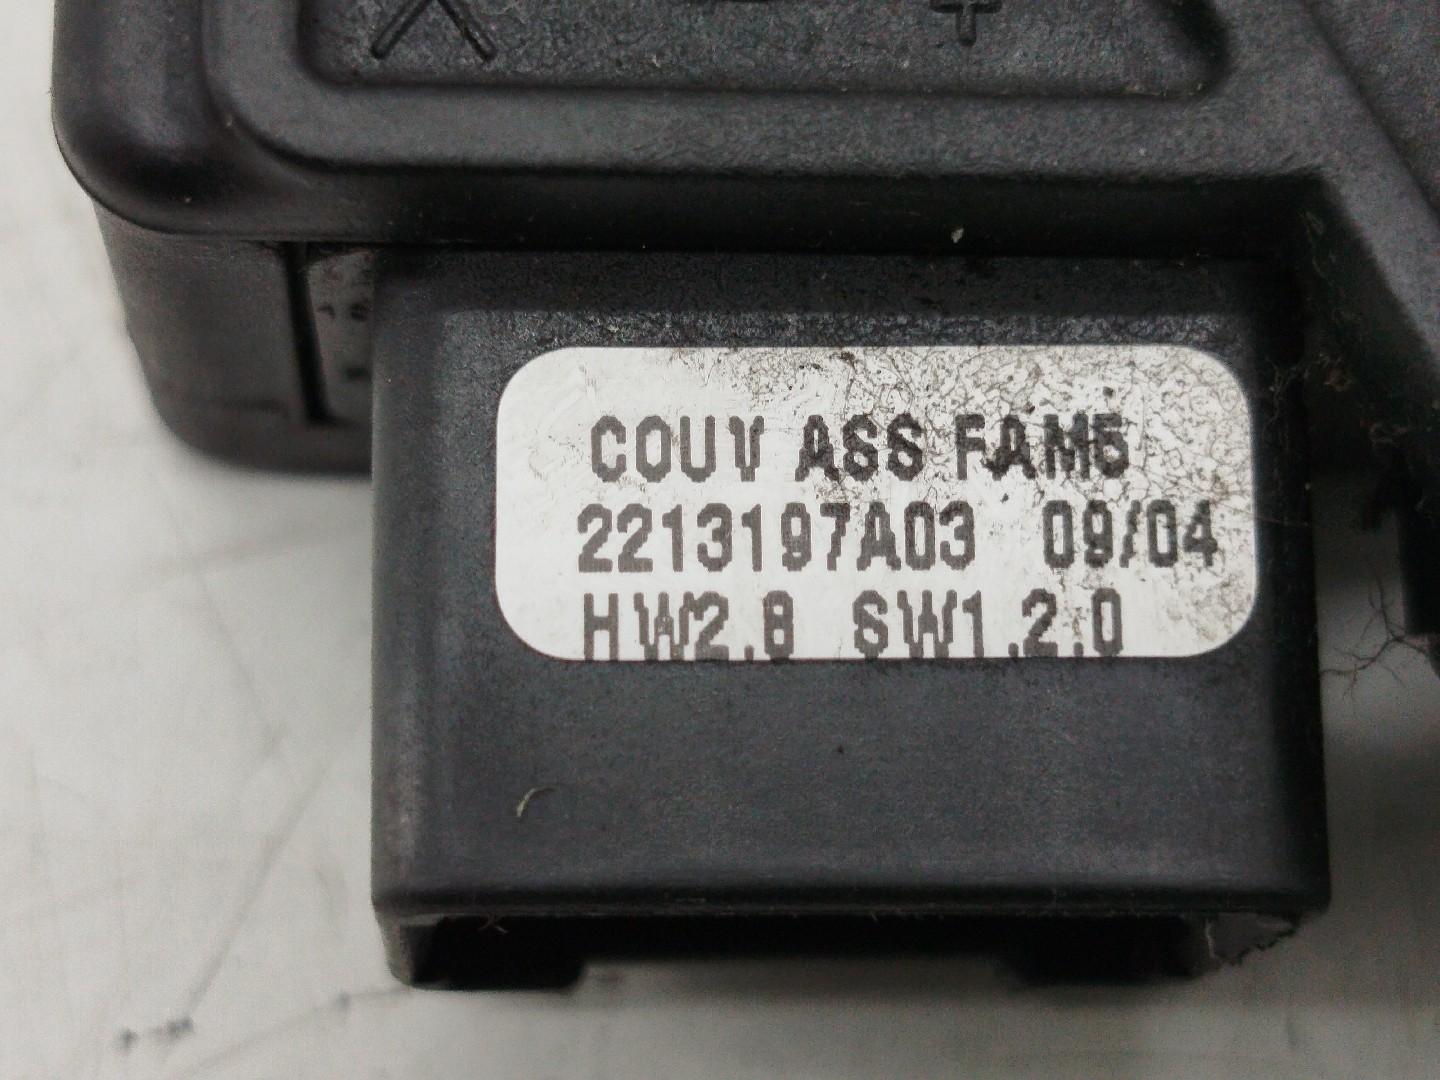 COUV ASS FAM5
2213197A03 09/04
HW2.8 SW1.2.0